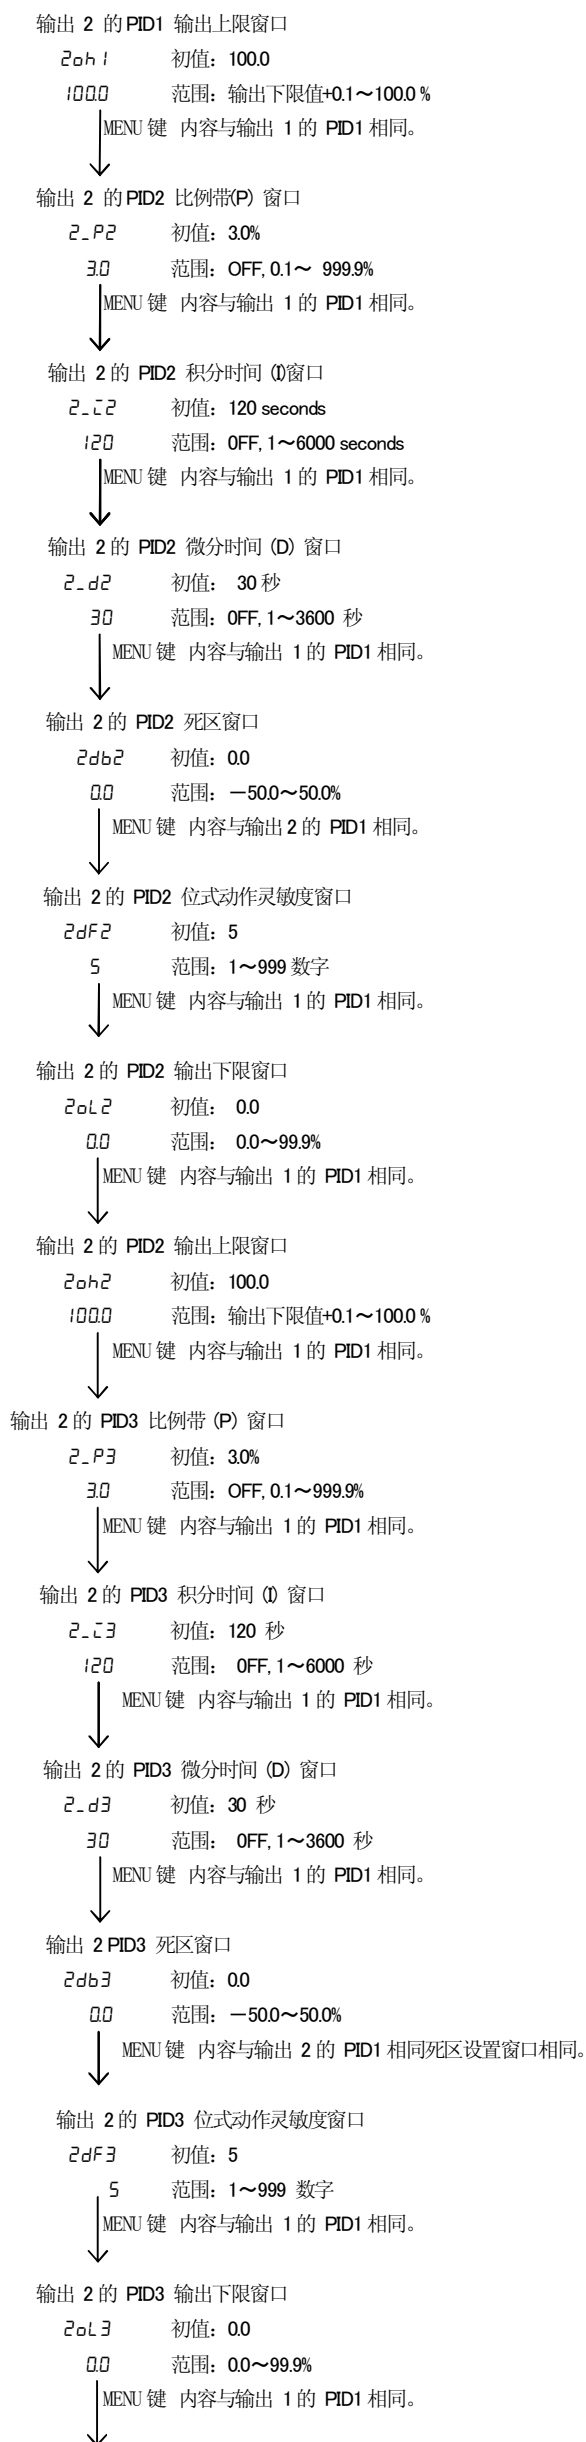 输出 2 的PID1 输出上限窗口
2oh1 初值：100.0
100.0 范围：输出下限值+0.1～100.0 %
MENU 键 内容与输出 1 的 PID1 相同。
输出 2 的PID2 比例带(P) 窗口
2_P2 初值：3.0%
3.0 范围：OFF, 0.1～ 999.9%
MENU 键 内容与输出 1 的 PID1 相同。
输出 2 的 PID2 积分时间 (I)窗口
2_i2 初值：120 seconds
120 范围：0FF, 1～6000 seconds
MENU 键 内容与输出 1 的 PID1 相同。
输出 2 的 PID2 微分时间 (D) 窗口
2_d2 初值： 30 秒
30 范围：0FF, 1～3600 秒
MENU 键 内容与输出 1 的 PID1 相同。
输出 2 的 PID2 死区窗口
2db2 初值：0.0
0.0 范围：－50.0～50.0%
MENU 键 内容与输出 2 的 PID1 相同。
输出 2 的 PID2 位式动作灵敏度窗口
2dF2 初值：5
5 范围：1～999 数字
MENU 键 内容与输出 1 的 PID1 相同。
输出 2 的 PID2 输出下限窗口
2oL2 初值： 0.0
0.0 范围： 0.0～99.9%
MENU 键 内容与输出 1 的 PID1 相同。
输出 2 的 PID2 输出上限窗口
2oh2 初值：100.0
100.0 范围：输出下限值+0.1～100.0 %
MENU 键 内容与输出 1 的 PID1 相同。
输出 2 的 PID3 比例带 (P) 窗口
2_P3 初值：3.0%
3.0 范围：OFF, 0.1～999.9%
MENU 键 内容与输出 1 的 PID1 相同。
输出 2 的 PID3 积分时间 (I) 窗口
2_i3 初值：120 秒
120 范围： 0FF, 1～6000 秒
MENU 键 内容与输出 1 的 PID1 相同。
输出 2 的 PID3 微分时间 (D) 窗口
2_d3 初值：30 秒
30 范围： 0FF, 1～3600 秒
MENU 键 内容与输出 1 的 PID1 相同。
输出 2 PID3 死区窗口
2db3 初值：0.0
0.0 范围：－50.0～50.0%
MENU 键 内容与输出 2 的 PID1 相同死区设置窗口相同。
输出 2 的 PID3 位式动作灵敏度窗口
2dF3 初值：5
5 范围：1～999 数字
MENU 键 内容与输出 1 的 PID1 相同。
输出 2 的 PID3 输出下限窗口
2oL3 初值：0.0
0.0 范围：0.0～99.9%
MENU 键 内容与输出 1 的 PID1 相同。